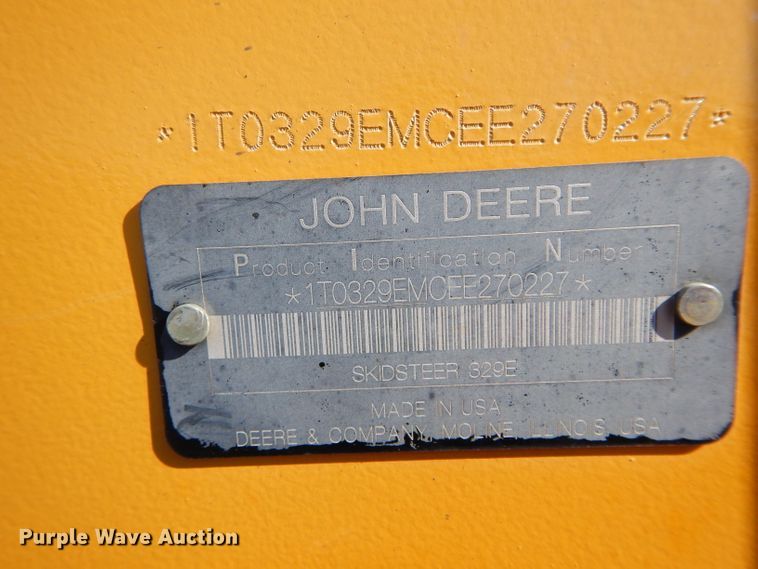 *1T0329EMCEE270227*
JOHN DEERE
Product Identification Number
*1T0329EMCEE270227*
SKIDSTEER 329E
MADE IN USA
DEERE & COMPANY, MOLINE, ILLINOIS, USA
Purple Wave Auction